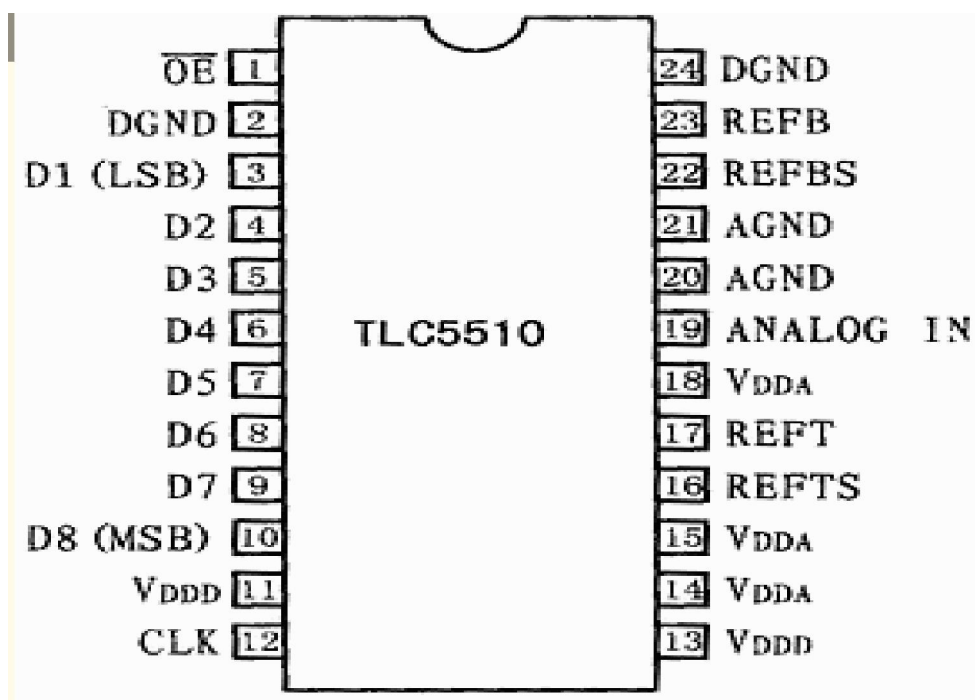 OE 1 24 DGND
DGND 2 23 REFB
D1 (LSB) 3 22 REFBS
D2 4 21 AGND
D3 5 20 AGND
D4 6 TLC5510 19 ANALOG IN
D5 7 18 VDDA
D6 8 17 REFT
D7 9 16 REFTS
D8 (MSB) 10 15 VDDA
VDDD 11 14 VDDA
CLK 12 13 VDDD